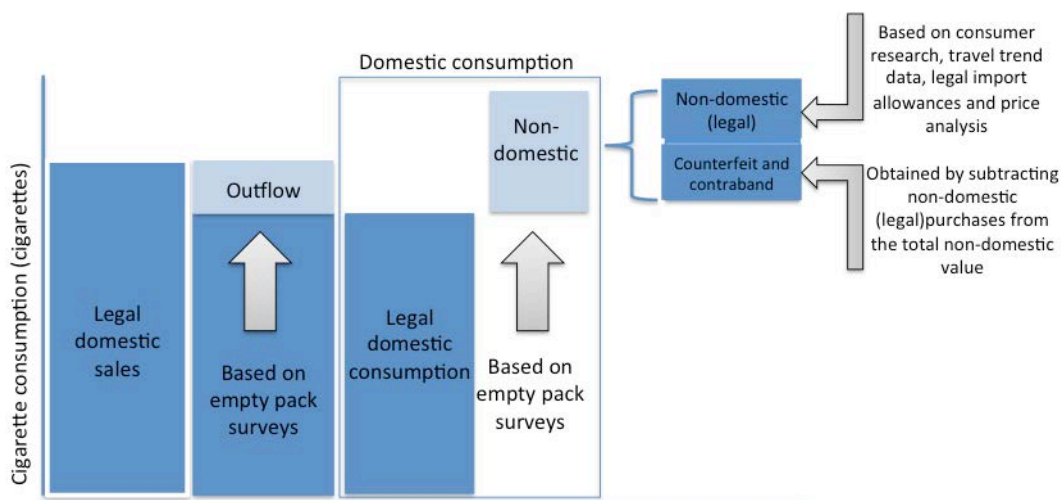 Cigarette consumption (cigarettes)
Legal
domestic
sales
Outflow
Based on
empty pack
surveys
Domestic consumption
Legal
domestic
consumption
Non-
domestic
Based on
empty pack
surveys
Non-domestic
(legal)
Counterfeit and
contraband
Based on consumer
research, travel trend
data, legal import
allowances and price
analysis
Obtained by subtracting
non-domestic
(legal)purchases from
the total non-domestic
value